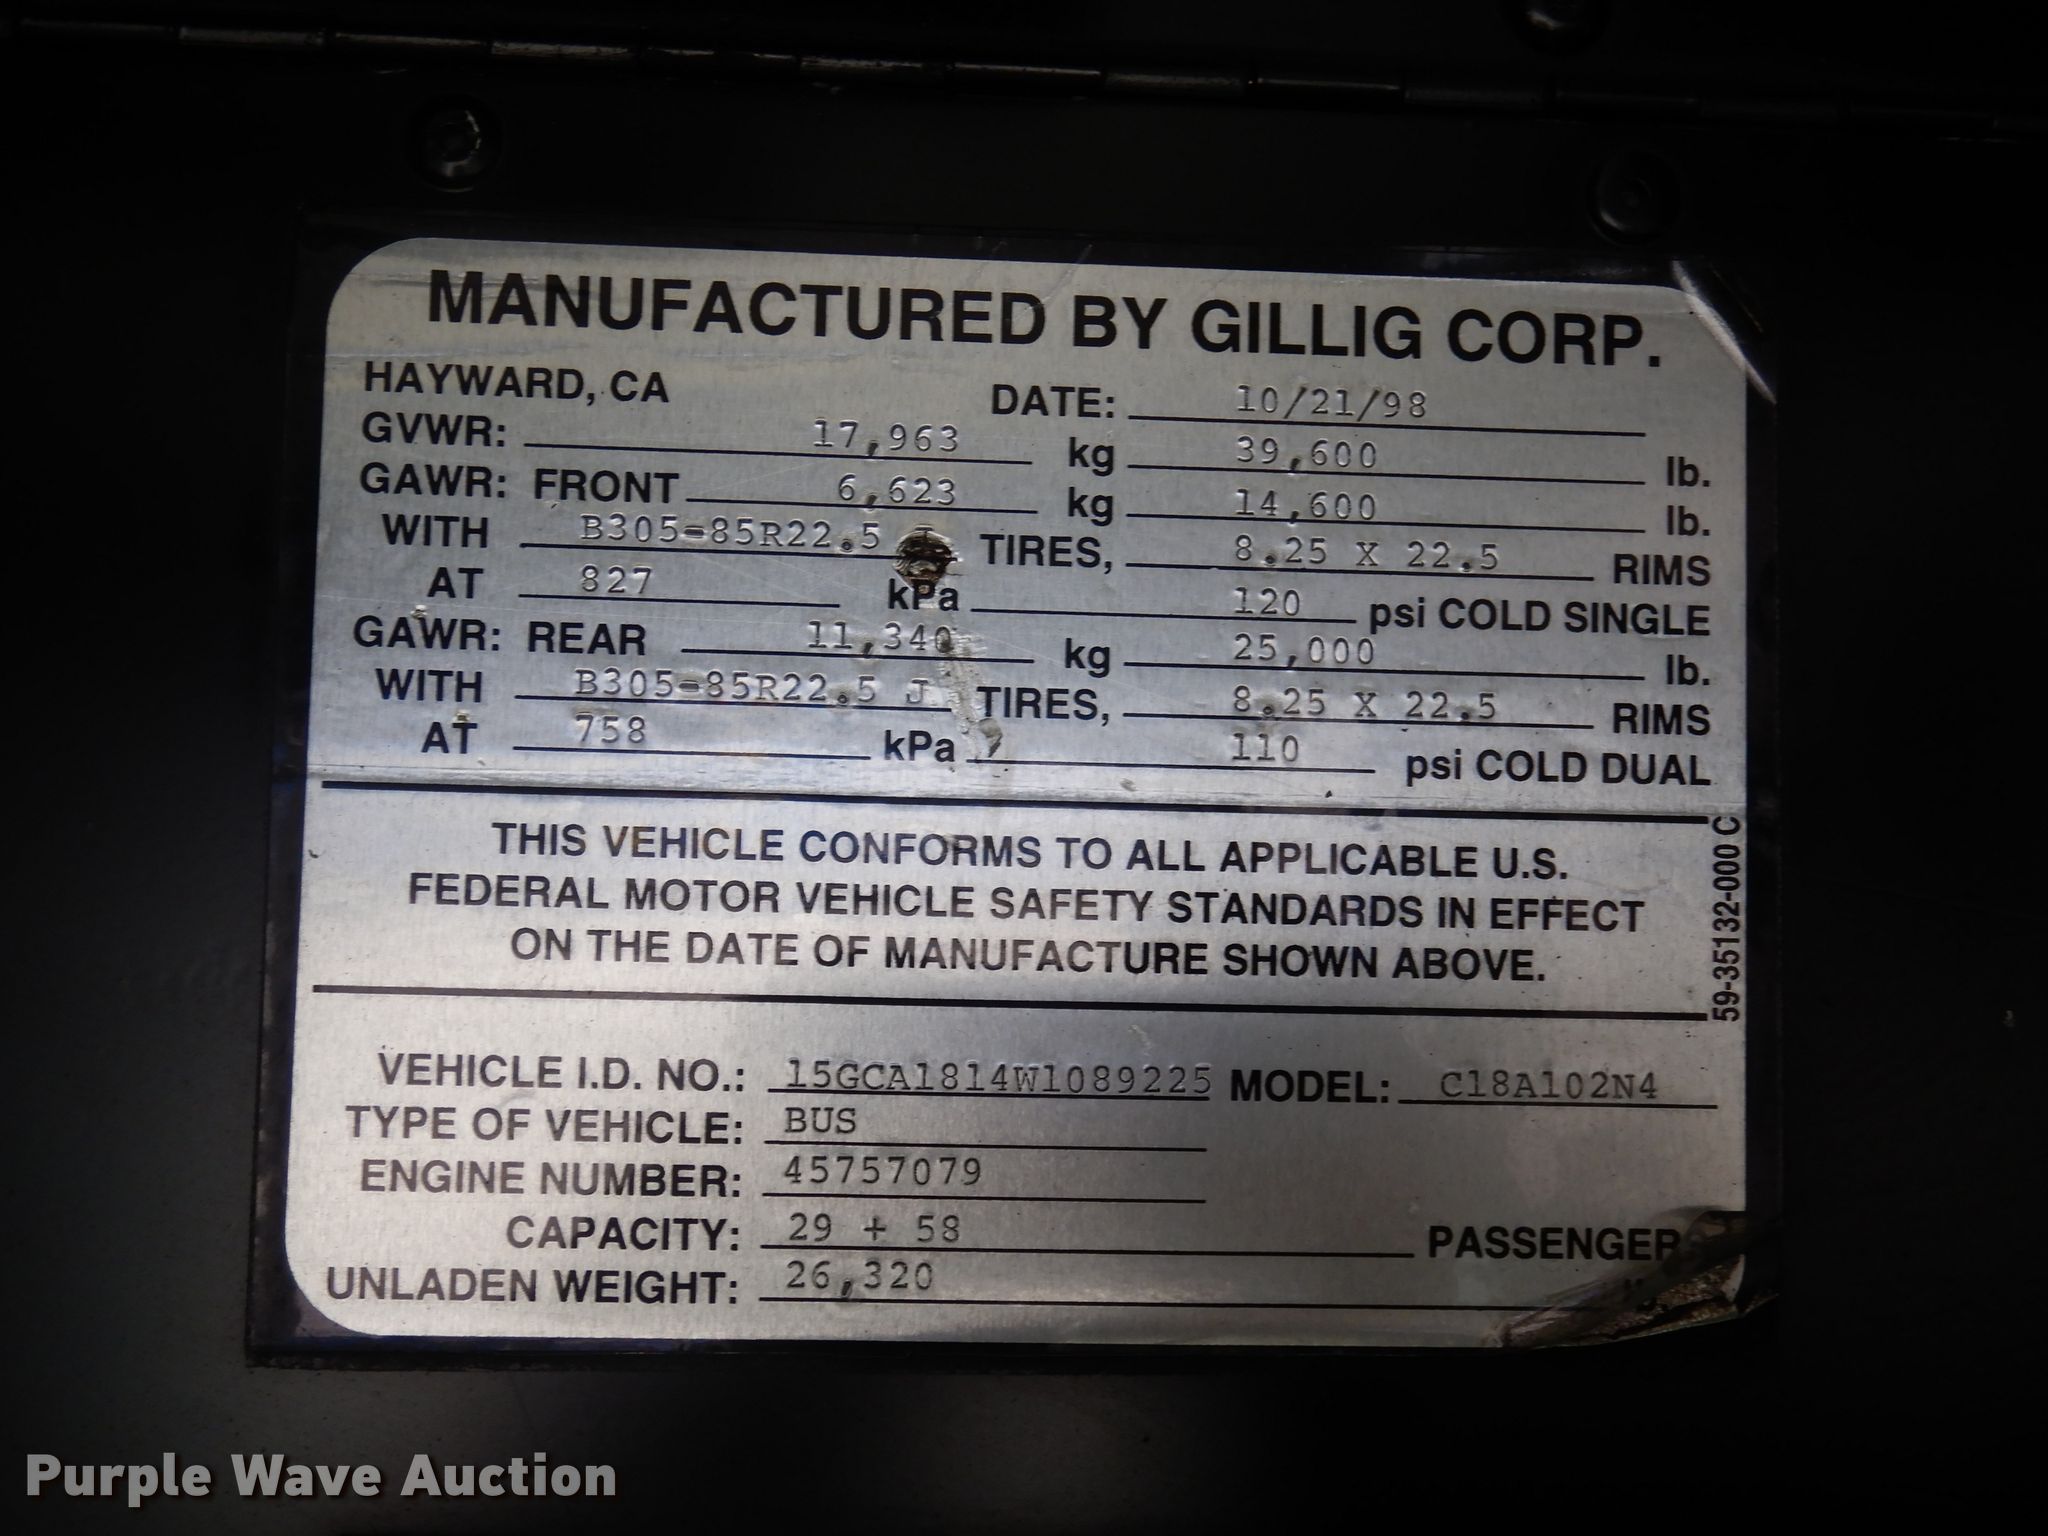 MANUFACTURED BY GILLIG CORP.
HAYWARD, CA DATE: 10/21/98
GVWR: 17,963 kg 39,600 lb.
GAWR: FRONT 6,623 kg 14,600 lb.
WITH B305-85R22.5 TIRES, 8.25 X 22.5 RIMS
AT 827 kPa 120 psi COLD SINGLE
GAWR: REAR 11,340 kg 25,000 lb.
WITH B305-85R22.5 J TIRES, 8.25 X 22.5 RIMS
AT 758 kPa 110 psi COLD DUAL
THIS VEHICLE CONFORMS TO ALL APPLICABLE U.S.
FEDERAL MOTOR VEHICLE SAFETY STANDARDS IN EFFECT
ON THE DATE OF MANUFACTURE SHOWN ABOVE.
59-35132-000 C
VEHICLE I.D. NO.: 15GCA1814W1089225 MODEL: C18A102N4
TYPE OF VEHICLE: BUS
ENGINE NUMBER: 45757079
CAPACITY: 29 + 58 PASSENGERS
UNLADEN WEIGHT: 26,320
Purple Wave Auction